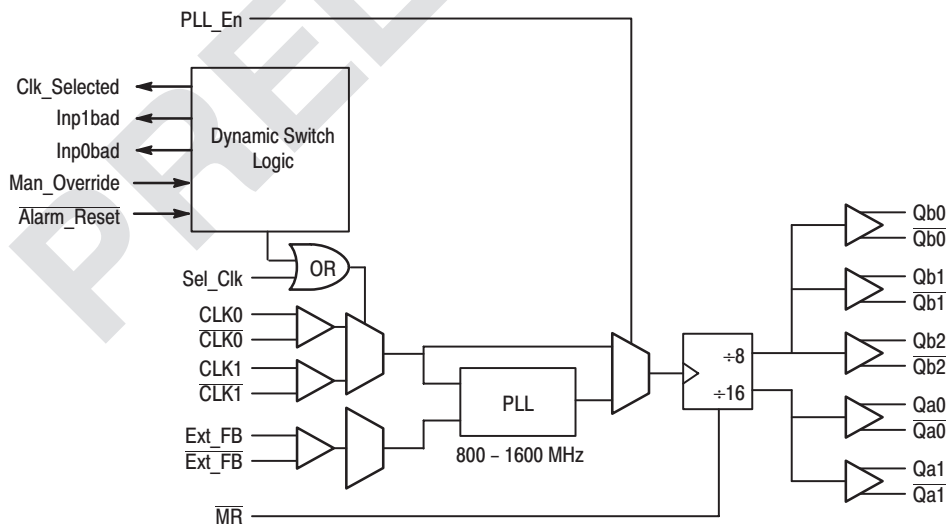 PREL
PLL_En
Clk_Selected
Inp1bad
Inp0bad
Man_Override
Alarm_Reset
Dynamic Switch
Logic
Sel_Clk
OR
CLK0
CLK0
CLK1
CLK1
Ext_FB
Ext_FB
PLL
800 – 1600 MHz
MR
÷8
÷16
Qb0
Qb0
Qb1
Qb1
Qb2
Qb2
Qa0
Qa0
Qa1
Qa1